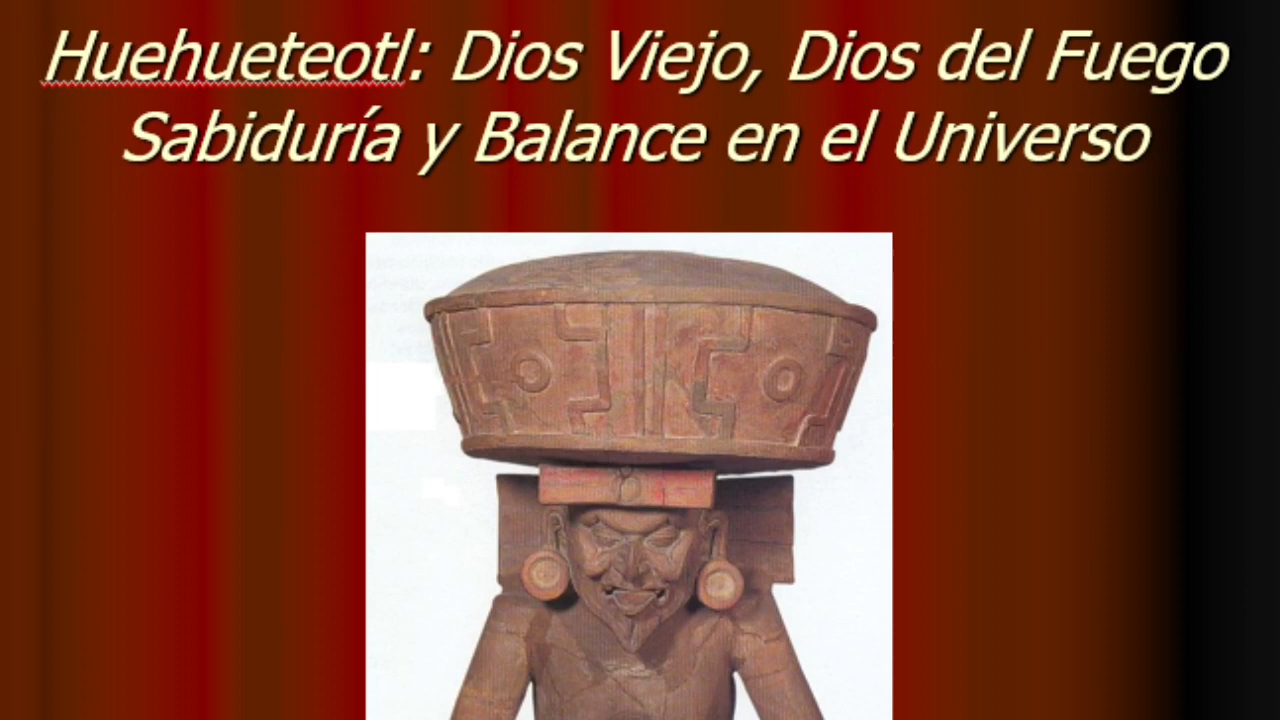 Huehueteotl: Dios Viejo, Dios del Fuego
Sabiduría y Balance en el Universo